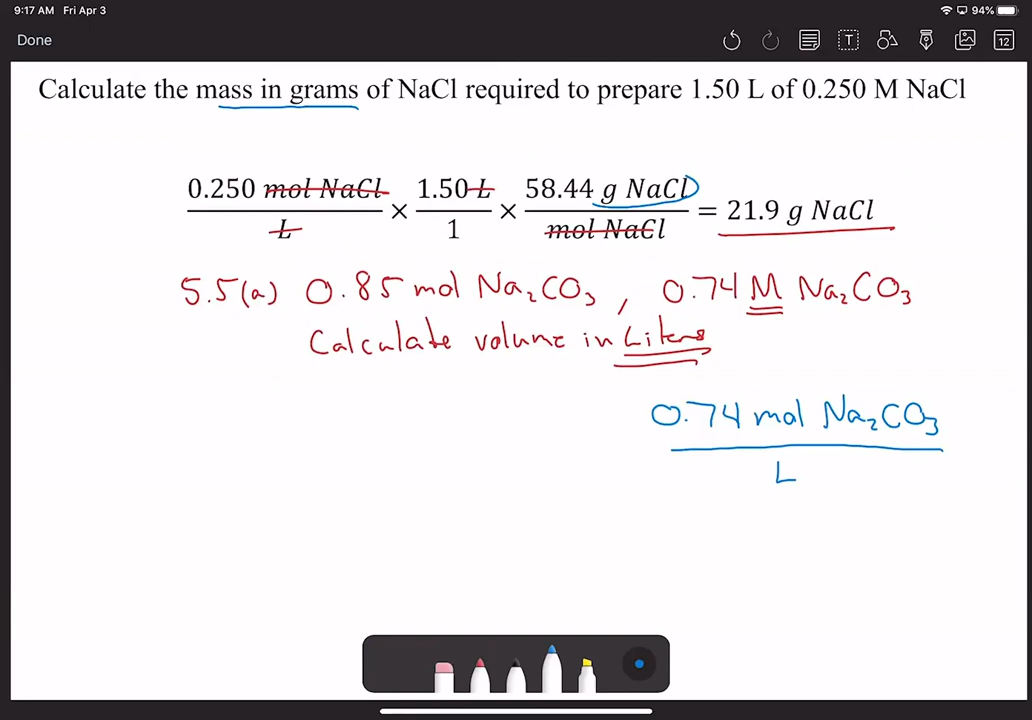 9:17 AM Fri Apr 3 94%
Done T 12
Calculate the mass in grams of NaCl required to prepare 1.50 L of 0.250 M NaCl
0.250 mol NaCl / L × 1.50 L / 1 × 58.44 g NaCl / mol NaCl = 21.9 g NaCl
5.5(a) 0.85 mol Na₂CO₃ , 0.74 M Na₂CO₃
Calculate volume in Liters
0.74 mol Na₂CO₃
L